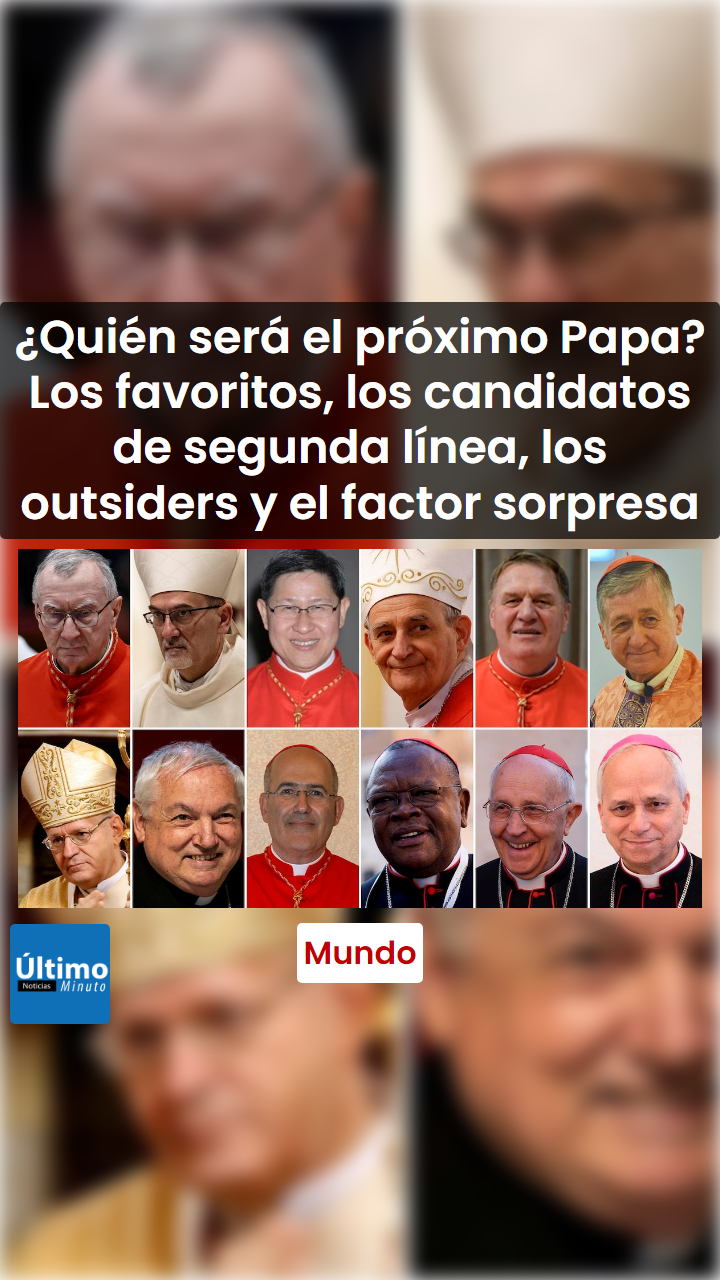 ¿Quién será el próximo Papa?
Los favoritos, los candidatos
de segunda línea, los
outsiders y el factor sorpresa
Último
Noticias Minuto
Mundo